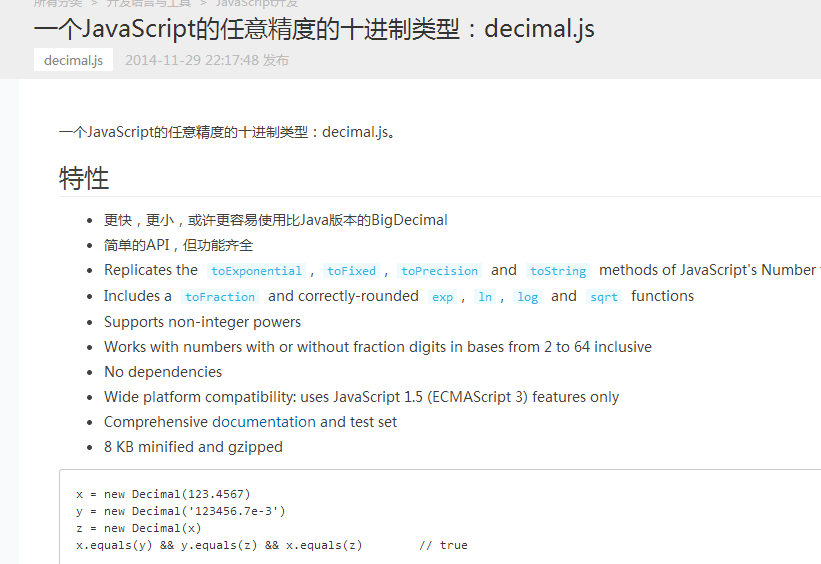 所有分类 > 开发语言与工具 > JavaScript开发
一个JavaScript的任意精度的十进制类型：decimal.js
decimal.js 2014-11-29 22:17:48 发布
一个JavaScript的任意精度的十进制类型：decimal.js。
特性
更快，更小，或许更容易使用比Java版本的BigDecimal
简单的API，但功能齐全
Replicates the toExponential, toFixed, toPrecision and toString methods of JavaScript's Number
Includes a toFraction and correctly-rounded exp, ln, log and sqrt functions
Supports non-integer powers
Works with numbers with or without fraction digits in bases from 2 to 64 inclusive
No dependencies
Wide platform compatibility: uses JavaScript 1.5 (ECMAScript 3) features only
Comprehensive documentation and test set
8 KB minified and gzipped
x = new Decimal(123.4567)
y = new Decimal('123456.7e-3')
z = new Decimal(x)
x.equals(y) && y.equals(z) && x.equals(z) // true